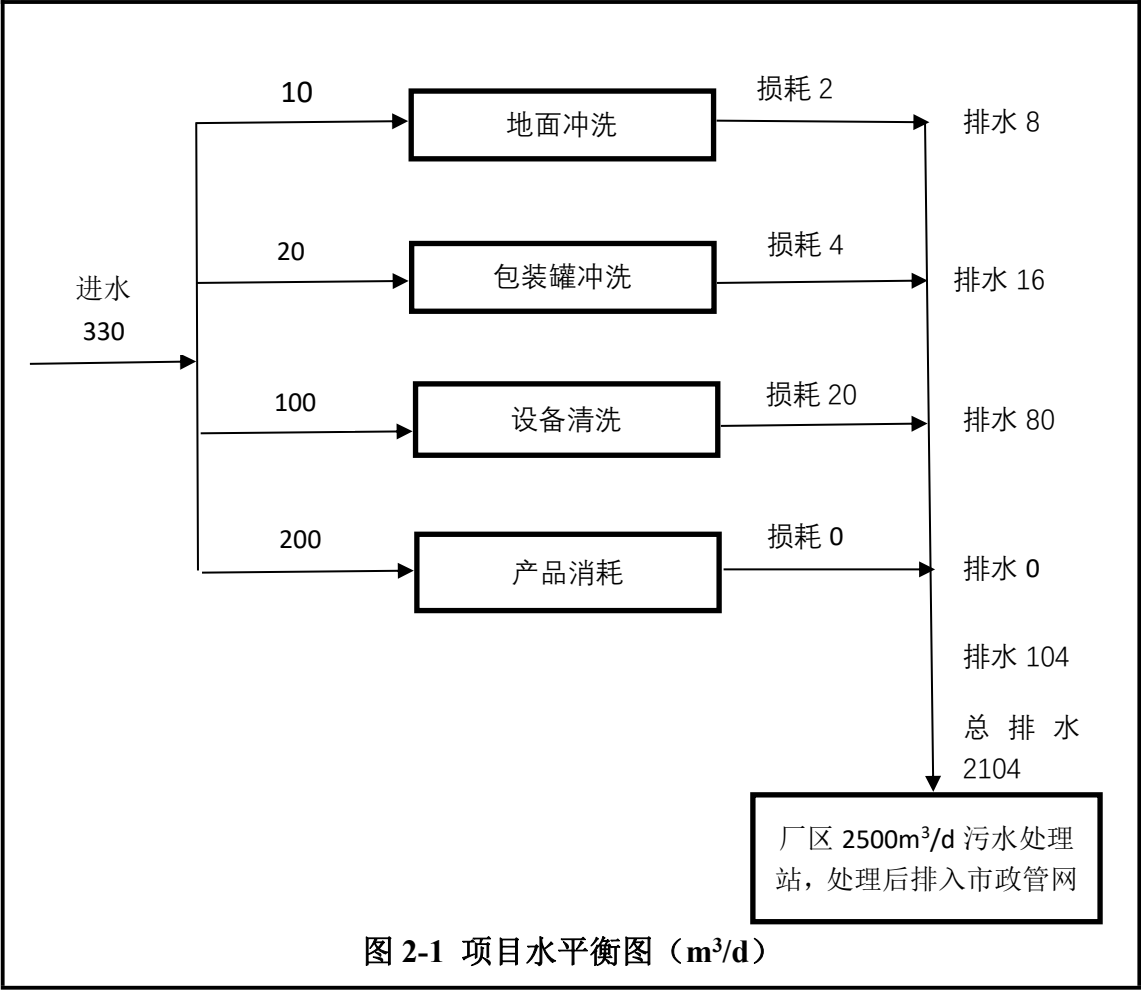 10
地面冲洗
损耗 2
排水 8
20
包装罐冲洗
损耗 4
排水 16
进水
330
100
设备清洗
损耗 20
排水 80
200
产品消耗
损耗 0
排水 0
排水 104
总 排 水
2104
厂区 2500m³/d 污水处理
站，处理后排入市政管网
图 2-1 项目水平衡图（m³/d）